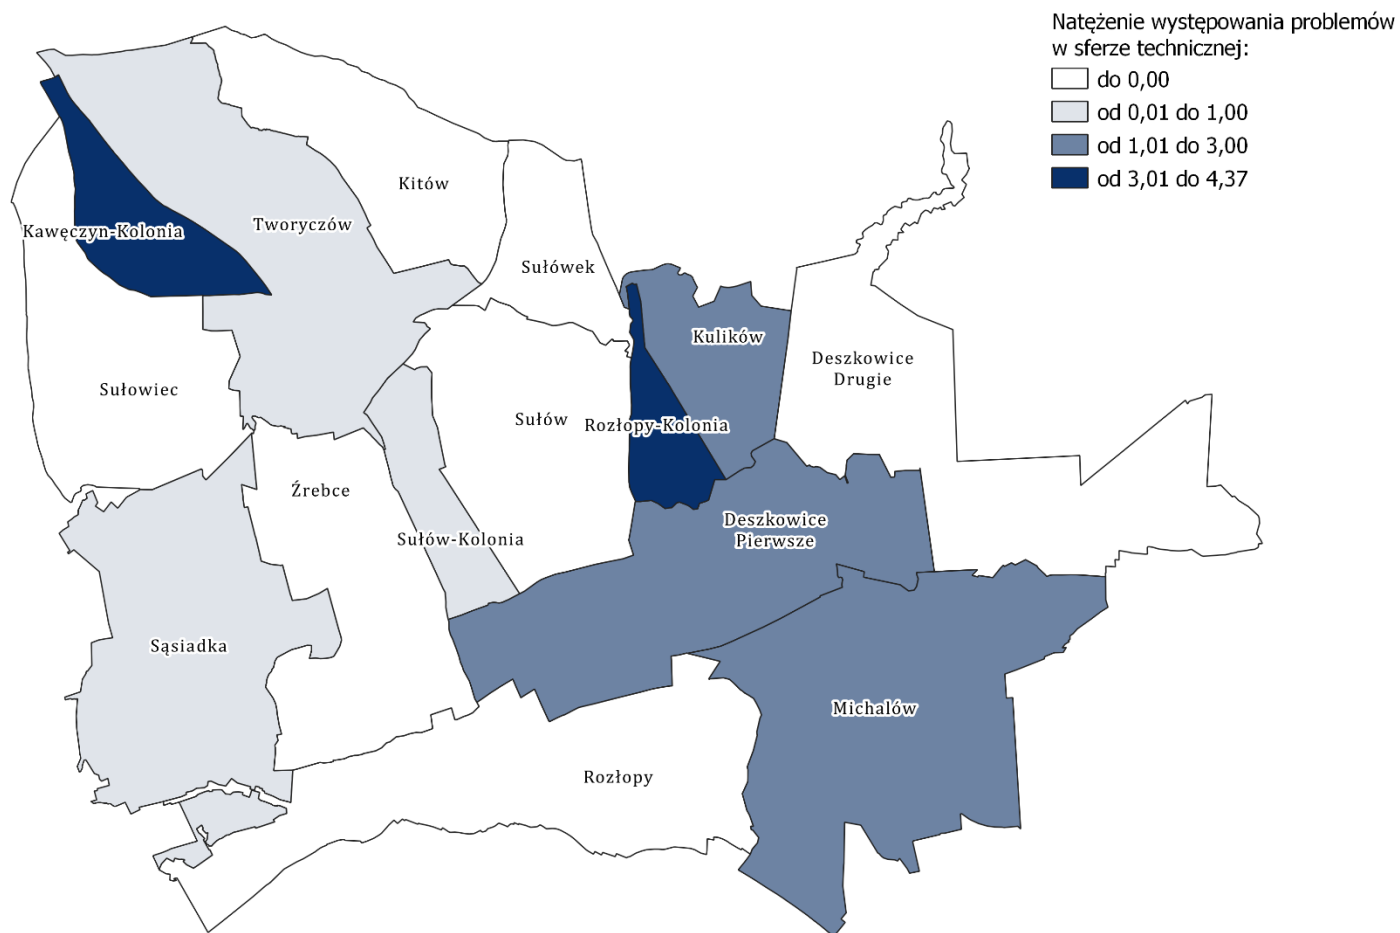 Natężenie występowania problemów
w sferze technicznej:
do 0,00
od 0,01 do 1,00
od 1,01 do 3,00
od 3,01 do 4,37
Kitów
Kawęczyn-Kolonia
Tworyczów
Sułówek
Kulików
Deszkowice
Drugie
Sułowiec
Sułów
Rozłopy-Kolonia
Źrebce
Sułów-Kolonia
Deszkowice
Pierwsze
Sąsiadka
Michalów
Rozłopy